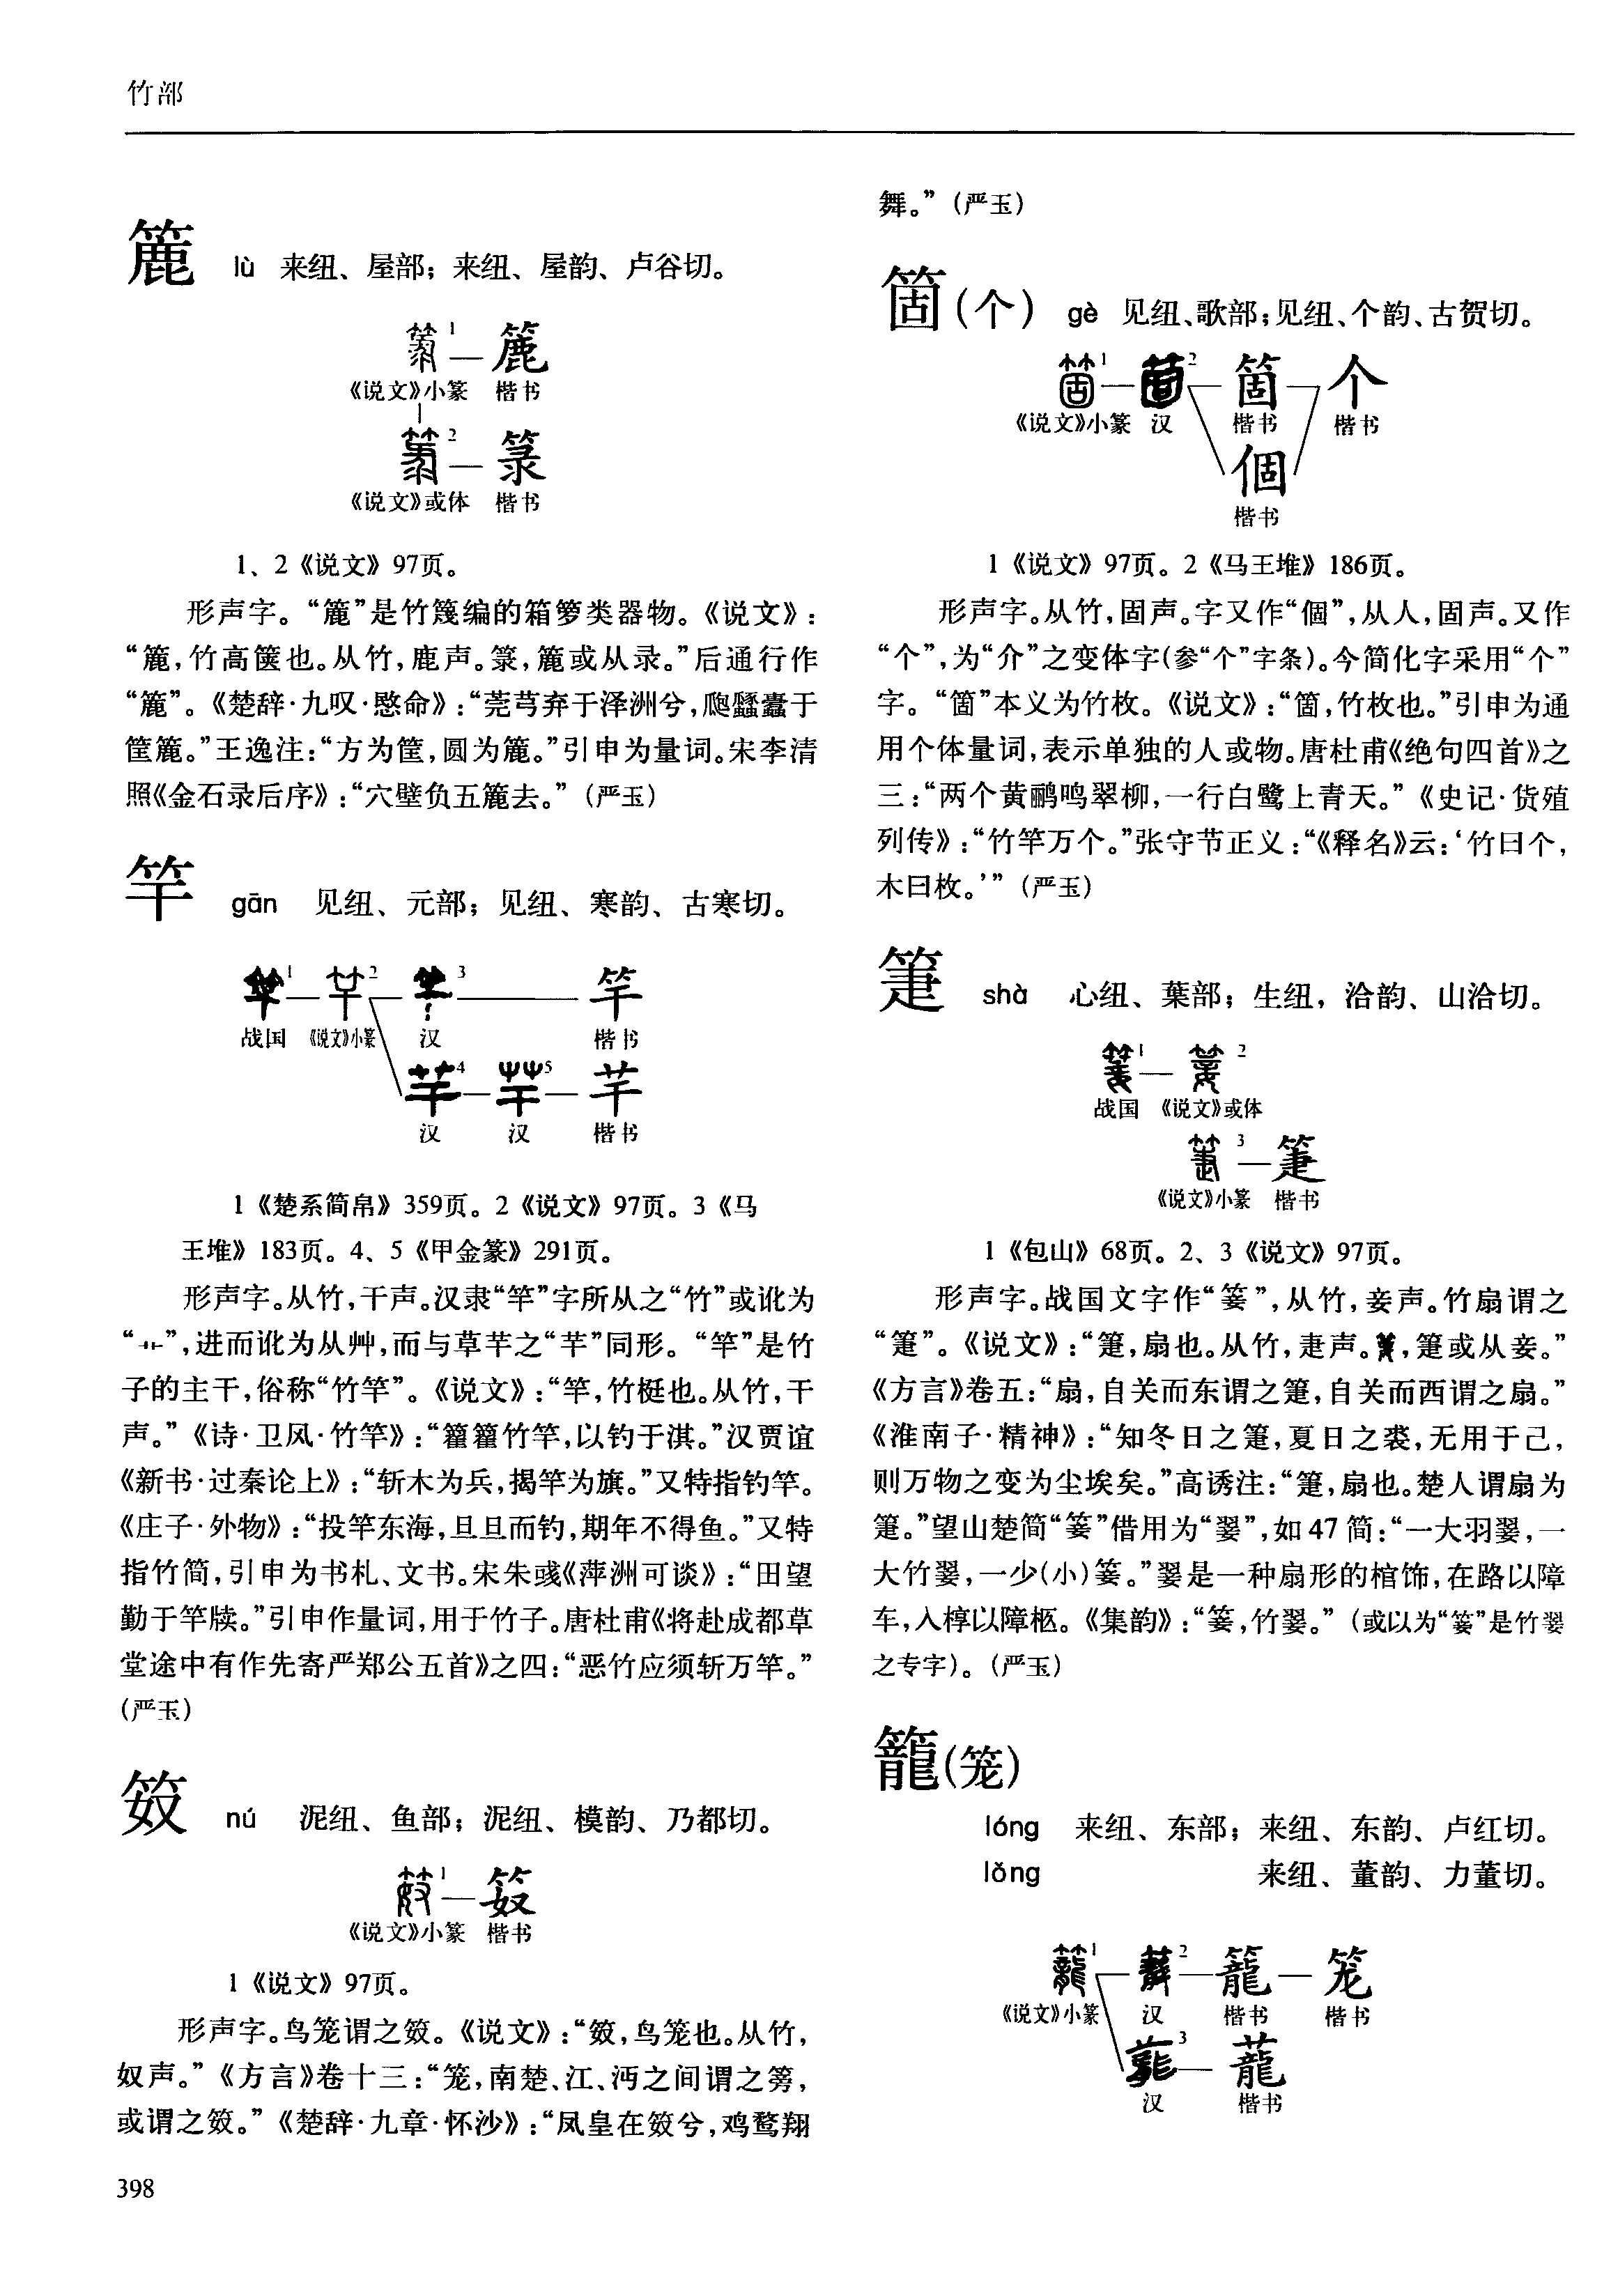 竹部
簏 lù 来纽、屋部；来纽、屋韵、卢谷切。
1 — 簏
《说文》小篆 楷书
2 — 箓
《说文》或体 楷书
1、2《说文》97页。
形声字。“簏”是竹篾编的箱箩类器物。《说文》：
“簏，竹高箧也。从竹，鹿声。箓，簏或从录。”后通行作
“簏”。《楚辞·九叹·愍命》：“莞芎弃于泽洲兮，瓟蠡蠹于
筐簏。”王逸注：“方为筐，圆为簏。”引申为量词。宋李清
照《金石录后序》：“穴壁负五簏去。”（严玉）
竿 gān 见纽、元部；见纽、寒韵、古寒切。
1 — 2 — 3 — 竿
战国 《说文》小篆 汉 楷书
4 — 5 — 芉
汉 汉 楷书
1《楚系简帛》359页。2《说文》97页。3《马
王堆》183页。4、5《甲金篆》291页。
形声字。从竹，干声。汉隶“竿”字所从之“竹”或讹为
“”，进而讹为从艸，而与草芉之“芉”同形。“竿”是竹
子的主干，俗称“竹竿”。《说文》：“竿，竹梃也。从竹，干
声。”《诗·卫风·竹竿》：“籊籊竹竿，以钓于淇。”汉贾谊
《新书·过秦论上》：“斩木为兵，揭竿为旗。”又特指钓竿。
《庄子·外物》：“投竿东海，旦旦而钓，期年不得鱼。”又特
指竹简，引申为书札、文书。宋朱彧《萍洲可谈》：“田望
勤于竿牍。”引申作量词，用于竹子。唐杜甫《将赴成都草
堂途中有作先寄严郑公五首》之四：“恶竹应须斩万竿。”
（严玉）
笯 nú 泥纽、鱼部；泥纽、模韵、乃都切。
1 — 笯
《说文》小篆 楷书
1《说文》97页。
形声字。鸟笼谓之笯。《说文》：“笯，鸟笼也。从竹，
奴声。”《方言》卷十三：“笼，南楚、江、沔之间谓之篣，
或谓之笯。”《楚辞·九章·怀沙》：“凤皇在笯兮，鸡鹜翔
舞。”（严玉）
箇（个） gè 见纽、歌部；见纽、个韵、古贺切。
1 — 2 — 箇 — 个
《说文》小篆 汉 楷书 楷书
個
楷书
1《说文》97页。2《马王堆》186页。
形声字。从竹，固声。字又作“個”，从人，固声。又作
“个”，为“介”之变体字（参“个”字条）。今简化字采用“个”
字。“箇”本义为竹枚。《说文》：“箇，竹枚也。”引申为通
用个体量词，表示单独的人或物。唐杜甫《绝句四首》之
三：“两个黄鹂鸣翠柳，一行白鹭上青天。”《史记·货殖
列传》：“竹竿万个。”张守节正义：“《释名》云：‘竹曰个，
木曰枚。’”（严玉）
箑 shà 心纽、葉部；生纽，洽韵、山洽切。
1 — 2
战国 《说文》或体
3 — 箑
《说文》小篆 楷书
1《包山》68页。2、3《说文》97页。
形声字。战国文字作“篓”，从竹，妾声。竹扇谓之
“箑”。《说文》：“箑，扇也。从竹，疌声。，箑或从妾。”
《方言》卷五：“扇，自关而东谓之箑，自关而西谓之扇。”
《淮南子·精神》：“知冬日之箑，夏日之裘，无用于己，
则万物之变为尘埃矣。”高诱注：“箑，扇也。楚人谓扇为
箑。”望山楚简“”借用为“翣”，如47简：“一大羽翣，一
大竹翣，一少（小）。”翣是一种扇形的棺饰，在路以障
车，入椁以障柩。《集韵》：“，竹翣。”（或以为“”是竹翣
之专字）。（严玉）
籠（笼）
lóng 来纽、东部；来纽、东韵、卢红切。
lǒng 来纽、董韵、力董切。
1 — 2 — 籠 — 笼
《说文》小篆 汉 楷书 楷书
3 — 蘢
汉 楷书
398